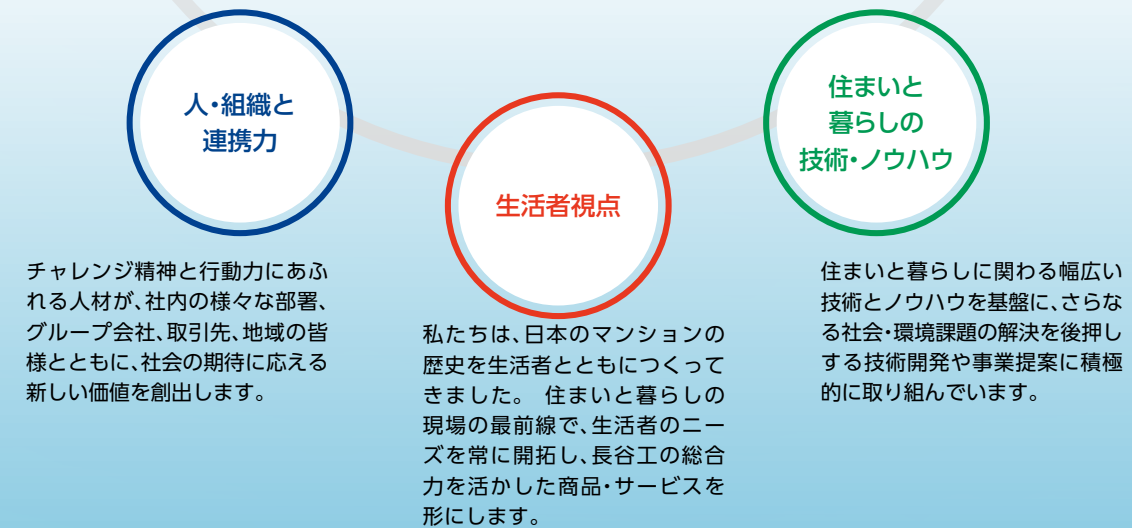 人・組織と
連携力
チャレンジ精神と行動力にあふ
れる人材が、社内の様々な部署、
グループ会社、取引先、地域の皆
様とともに、社会の期待に応える
新しい価値を創出します。
生活者視点
私たちは、日本のマンションの
歴史を生活者とともにつくって
きました。 住まいと暮らしの
現場の最前線で、生活者のニー
ズを常に開拓し、長谷工の総合
力を活かした商品・サービスを
形にします。
住まいと
暮らしの
技術・ノウハウ
住まいと暮らしに関わる幅広い
技術とノウハウを基盤に、さらな
る社会・環境課題の解決を後押し
する技術開発や事業提案に積極
的に取り組んでいます。